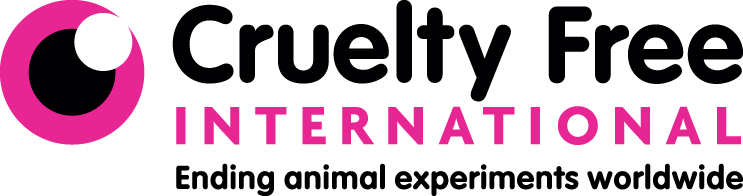 Cruelty Free
INTERNATIONAL
Ending animal experiments worldwide